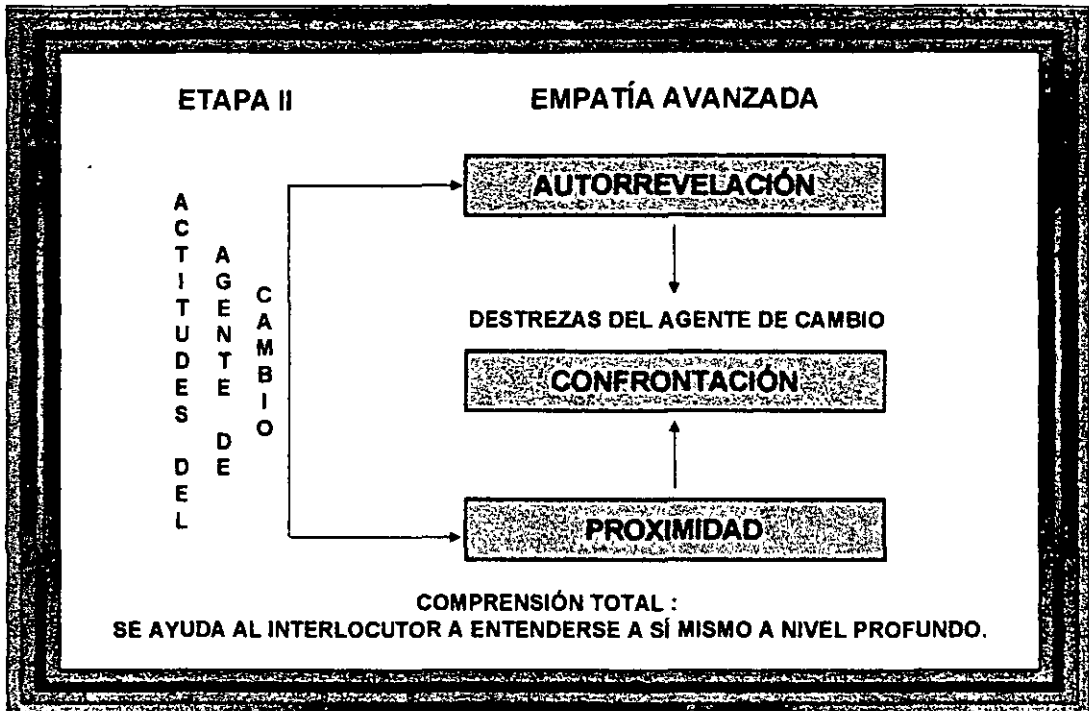 ETAPA II
EMPATÍA AVANZADA
ACTITUDES DEL
AGENTE DE
CAMBIO
AUTORREVELACIÓN
DESTREZAS DEL AGENTE DE CAMBIO
CONFRONTACIÓN
PROXIMIDAD
COMPRENSIÓN TOTAL :
SE AYUDA AL INTERLOCUTOR A ENTENDERSE A SÍ MISMO A NIVEL PROFUNDO.